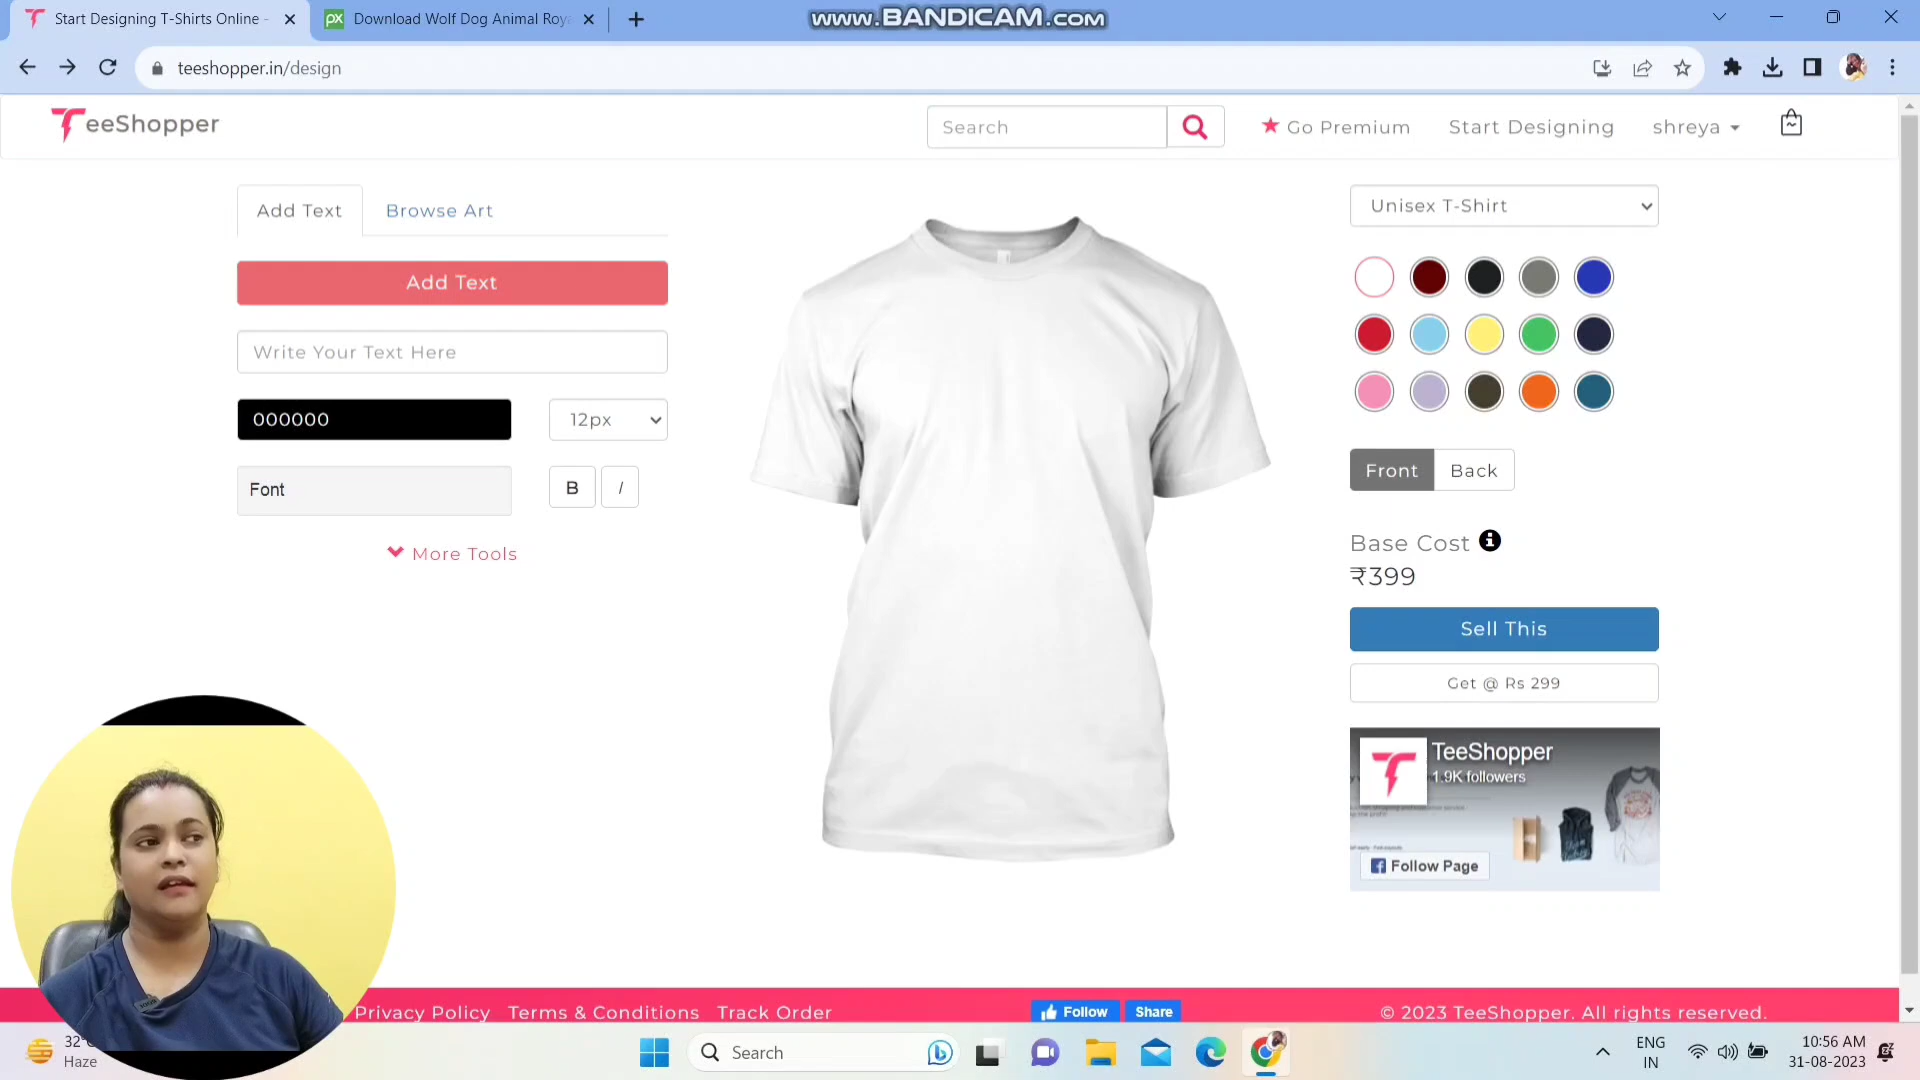 Start Designing T-Shirts Online -
Download Wolf Dog Animal Roy
www.BANDICAM.com
teeshopper.in/design
TeeShopper
Search
Go Premium
Start Designing
shreya
Add Text
Browse Art
Unisex T-Shirt
Add Text
Write Your Text Here
000000
12px
Font
B
I
More Tools
Front
Back
Base Cost
₹399
Sell This
Get @ Rs 299
TeeShopper
1.9K followers
Follow Page
Privacy Policy
Terms & Conditions
Track Order
Follow
Share
© 2023 TeeShopper. All rights reserved.
32°
Haze
Search
ENG
IN
10:56 AM
31-08-2023